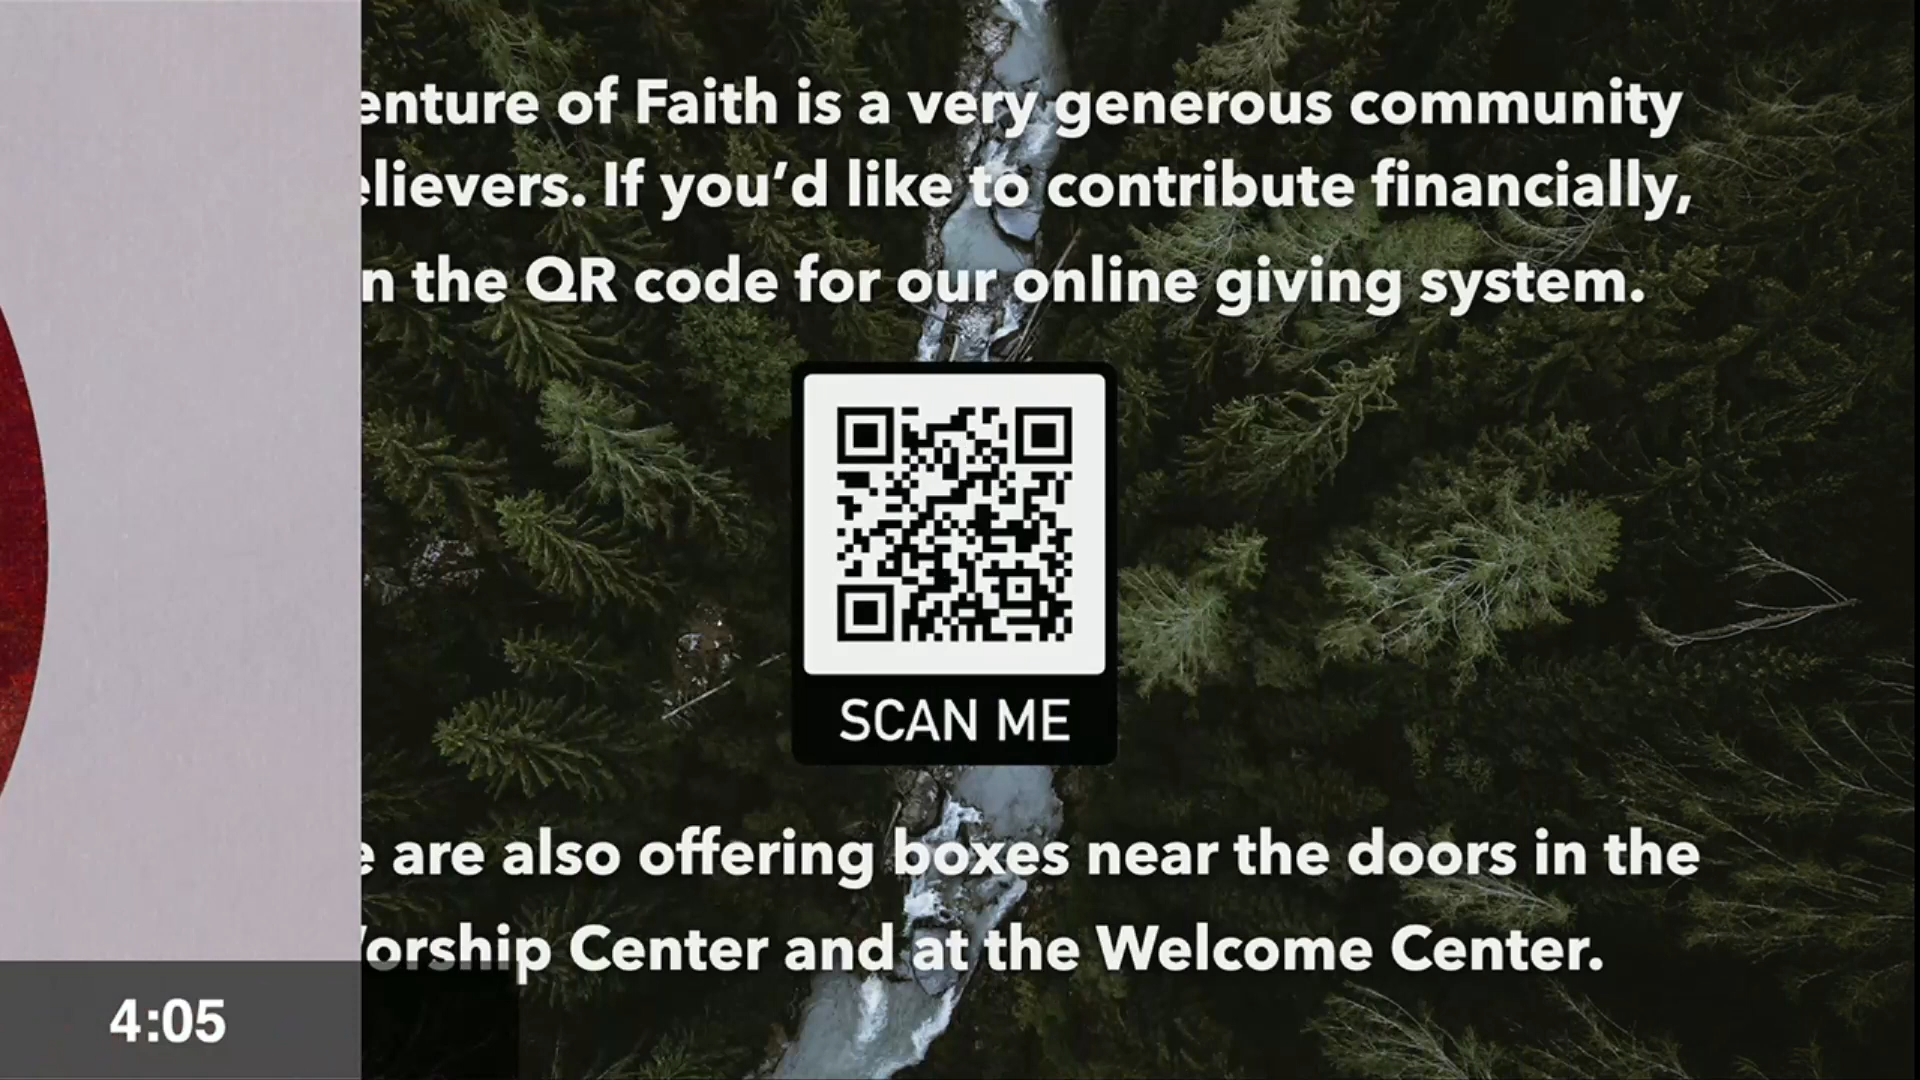 enture of Faith is a very generous community
elievers. If you’d like to contribute financially,
n the QR code for our online giving system.
SCAN ME
e are also offering boxes near the doors in the
orship Center and at the Welcome Center.
4:05